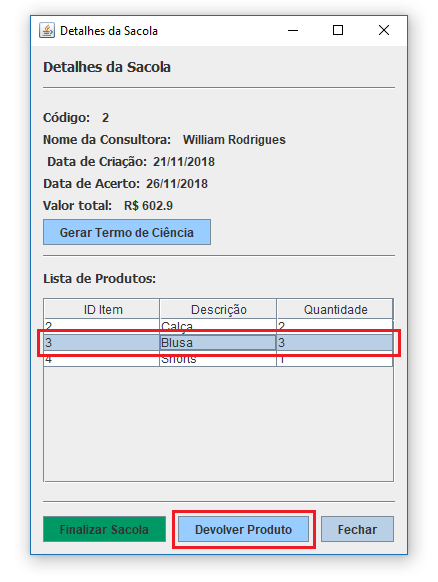 Detalhes da Sacola
Detalhes da Sacola
Código: 2
Nome da Consultora: William Rodrigues
Data de Criação: 21/11/2018
Data de Acerto: 26/11/2018
Valor total: R$ 602.9
Gerar Termo de Ciência
Lista de Produtos:
ID Item Descrição Quantidade
2 Calça 2
3 Blusa 3
4 Shorts 1
Finalizar Sacola Devolver Produto Fechar